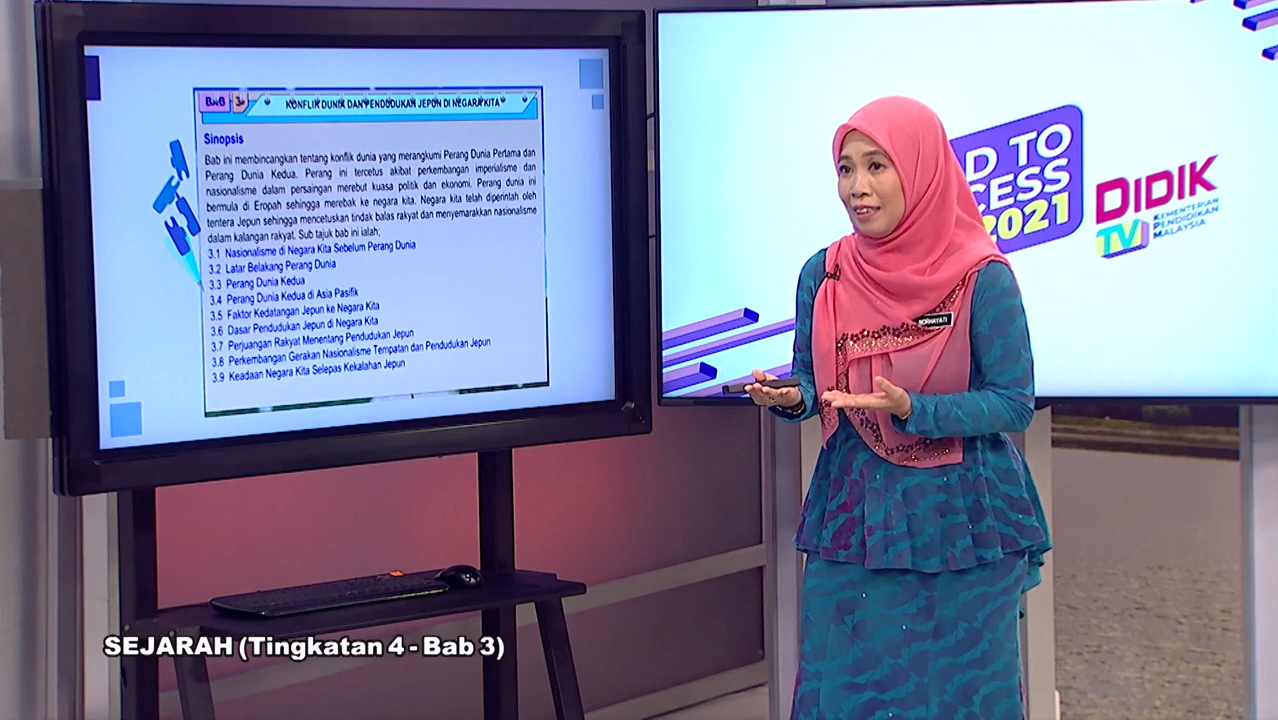 BAB 3
KONFLIK DUNIA DAN PENDUDUKAN JEPUN DI NEGARA KITA
Sinopsis
Bab ini membincangkan tentang konflik dunia yang merangkumi Perang Dunia Pertama dan
Perang Dunia Kedua. Perang ini tercetus akibat perkembangan imperialisme dan
nasionalisme dalam persaingan merebut kuasa politik dan ekonomi. Perang dunia ini
bermula di Eropah sehingga merebak ke negara kita. Negara kita telah diperintah oleh
tentera Jepun sehingga mencetuskan tindak balas rakyat dan menyemarakkan nasionalisme
dalam kalangan rakyat. Sub tajuk bab ini ialah;
3.1 Nasionalisme di Negara Kita Sebelum Perang Dunia
3.2 Latar Belakang Perang Dunia
3.3 Perang Dunia Kedua
3.4 Perang Dunia Kedua di Asia Pasifik
3.5 Faktor Kedatangan Jepun ke Negara Kita
3.6 Dasar Pendudukan Jepun di Negara Kita
3.7 Perjuangan Rakyat Menentang Pendudukan Jepun
3.8 Perkembangan Gerakan Nasionalisme Tempatan dan Pendudukan Jepun
3.9 Keadaan Negara Kita Selepas Kekalahan Jepun
D TO
CESS
2021
DIDIK
TV
KEMENTERIAN
PENDIDIKAN
MALAYSIA
NORHAYATI
SEJARAH (Tingkatan 4 - Bab 3)